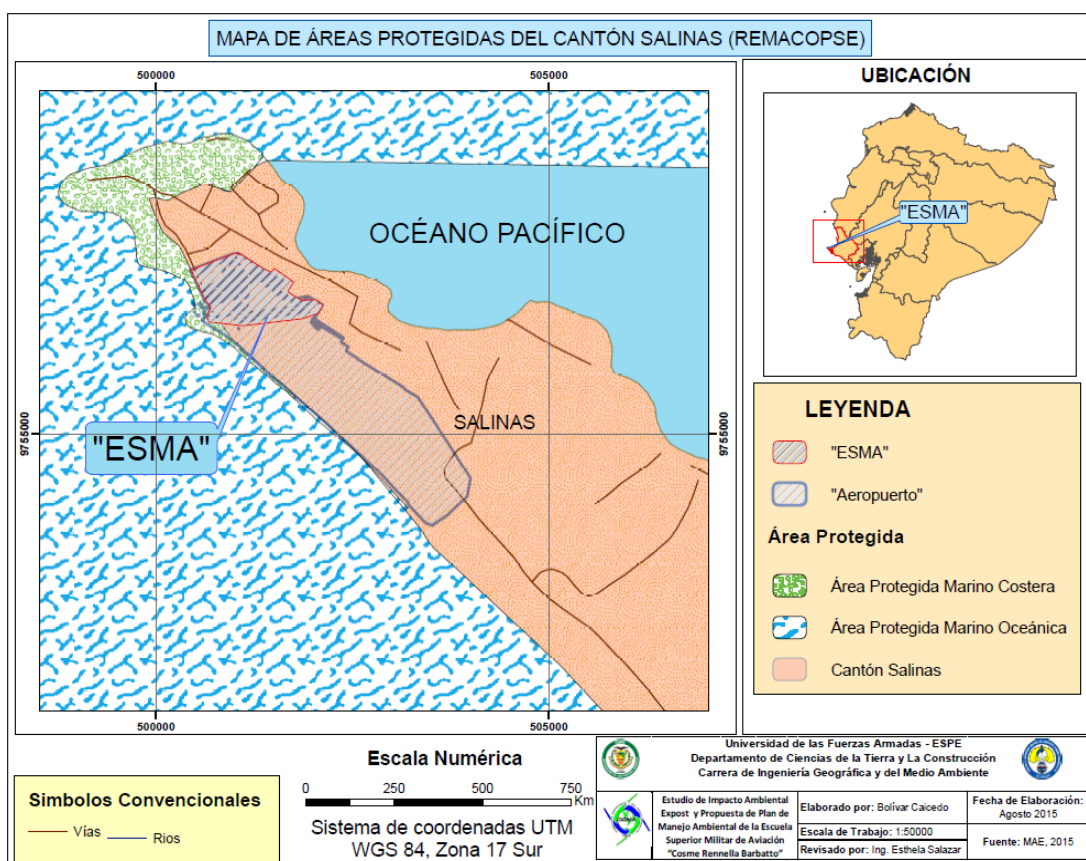 MAPA DE ÁREAS PROTEGIDAS DEL CANTÓN SALINAS (REMACOPSE)
500000
505000
OCÉANO PACÍFICO
SALINAS
"ESMA"
9755000
9755000
500000
505000
UBICACIÓN
"ESMA"
LEYENDA
"ESMA"
"Aeropuerto"
Área Protegida
Área Protegida Marino Costera
Área Protegida Marino Oceánica
Cantón Salinas
Simbolos Convencionales
Vías
Rios
Escala Numérica
0 250 500 750
Km
Sistema de coordenadas UTM
WGS 84, Zona 17 Sur
Universidad de las Fuerzas Armadas - ESPE
Departamento de Ciencias de la Tierra y La Construcción
Carrera de Ingeniería Geográfica y del Medio Ambiente
Estudio de Impacto Ambiental
Expost y Propuesta de Plan de
Manejo Ambiental de la Escuela
Superior Militar de Aviación
"Cosme Rennella Barbatto"
Elaborado por: Bolívar Caicedo
Escala de Trabajo: 1:50000
Revisado por: Ing. Esthela Salazar
Fecha de Elaboración:
Agosto 2015
Fuente: MAE, 2015